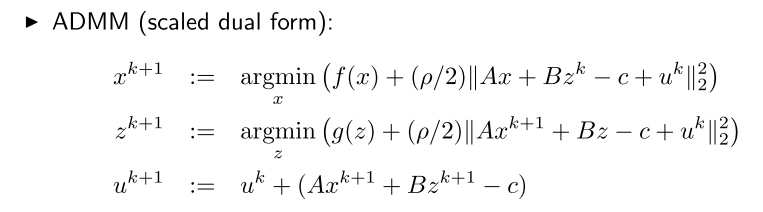 ▶ ADMM (scaled dual form):
x^{k+1} := argmin_x (f(x) + (ρ/2)‖Ax + Bz^k − c + u^k‖_2^2)
z^{k+1} := argmin_z (g(z) + (ρ/2)‖Ax^{k+1} + Bz − c + u^k‖_2^2)
u^{k+1} := u^k + (Ax^{k+1} + Bz^{k+1} − c)